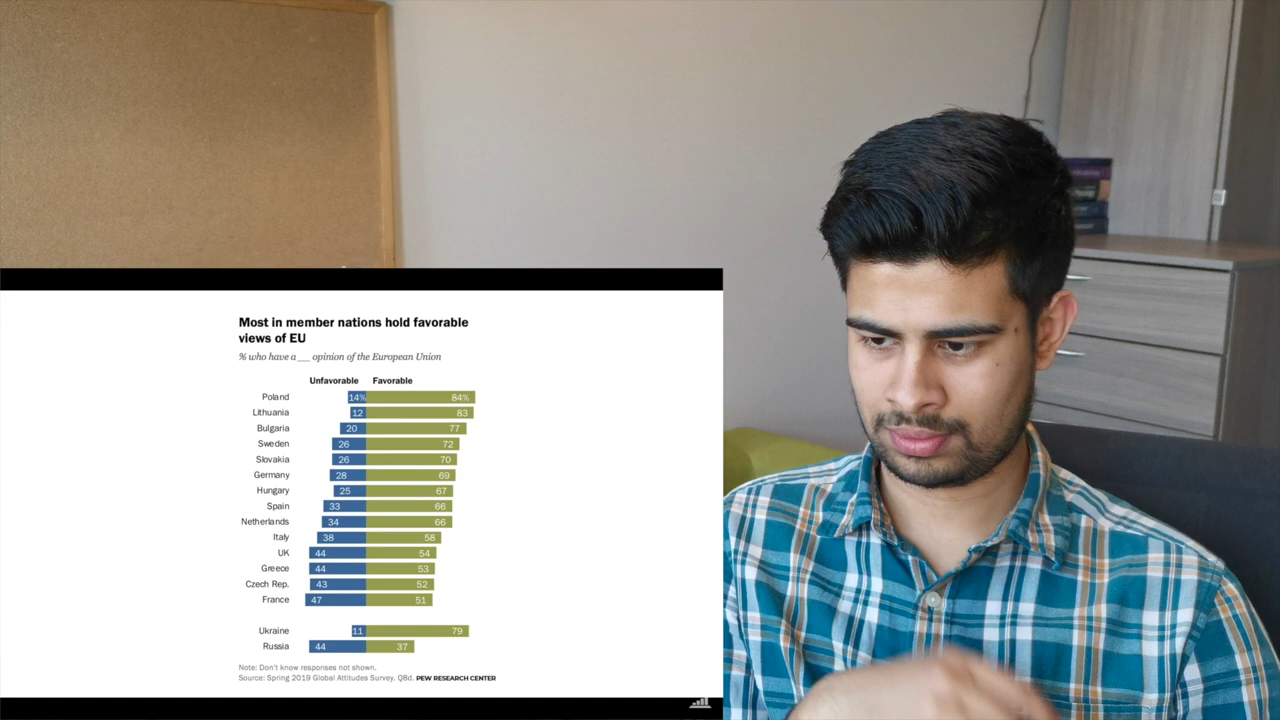 Most in member nations hold favorable
views of EU
% who have a __ opinion of the European Union
Unfavorable Favorable
Poland 14% 84%
Lithuania 12 83
Bulgaria 20 77
Sweden 26 72
Slovakia 26 70
Germany 28 69
Hungary 25 67
Spain 33 66
Netherlands 34 66
Italy 38 58
UK 44 54
Greece 44 53
Czech Rep. 43 52
France 47 51
Ukraine 11 79
Russia 44 37
Note: Don't know responses not shown.
Source: Spring 2019 Global Attitudes Survey. Q8d. PEW RESEARCH CENTER